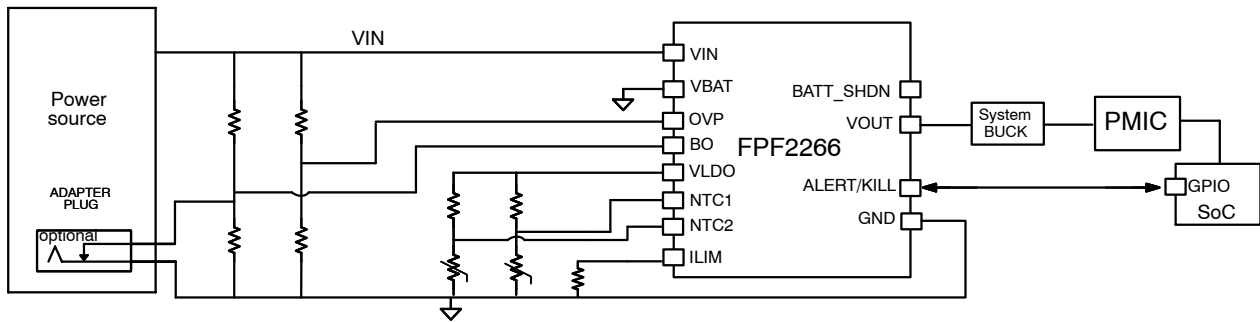 VIN
Power
source
ADAPTER
PLUG
optional
VIN
VBAT
OVP
BO
VLDO
NTC1
NTC2
ILIM
FPF2266
BATT_SHDN
VOUT
ALERT/KILL
GND
System
BUCK
PMIC
GPIO
SoC